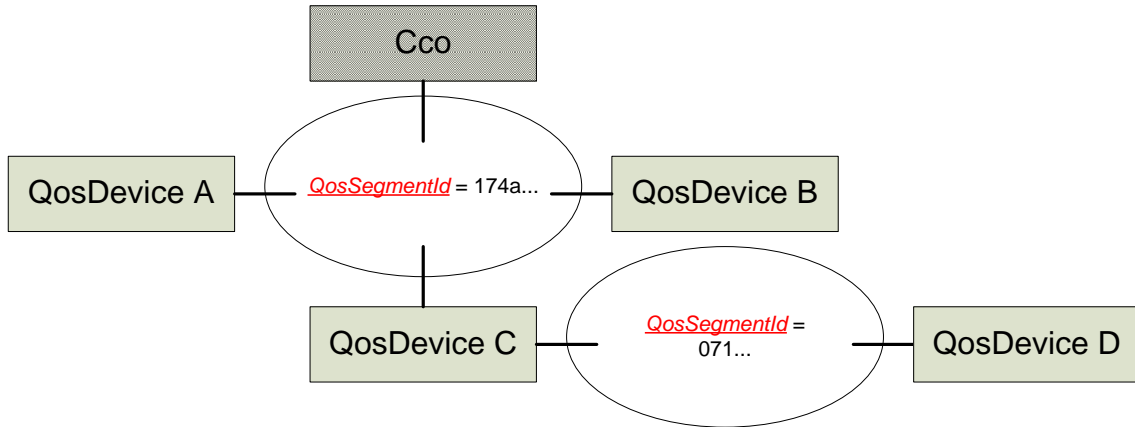 Cco
QosDevice A
QosSegmentId = 174a...
QosDevice B
QosDevice C
QosSegmentId =
071...
QosDevice D